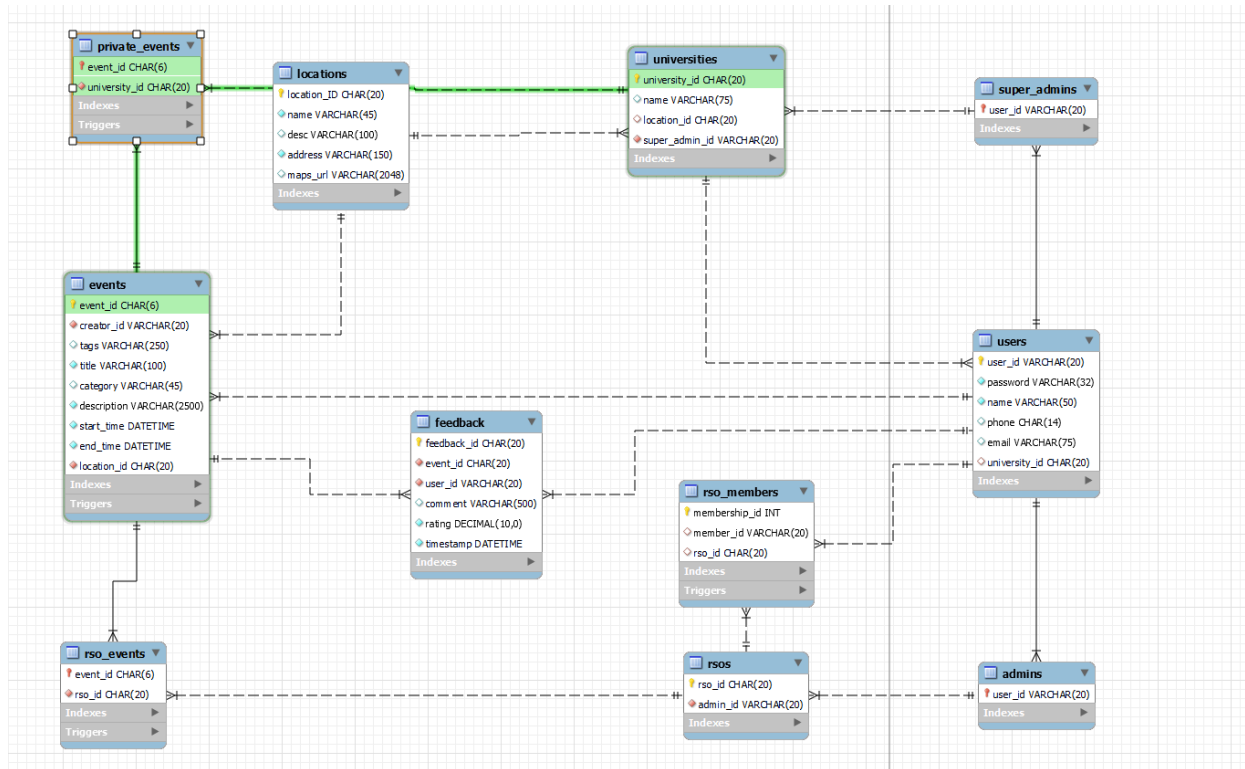 private_events
event_id CHAR(6)
university_id CHAR(20)
Indexes
Triggers
locations
location_ID CHAR(20)
name VARCHAR(45)
desc VARCHAR(100)
address VARCHAR(150)
maps_url VARCHAR(2048)
Indexes
universities
university_id CHAR(20)
name VARCHAR(75)
location_id CHAR(20)
super_admin_id VARCHAR(20)
Indexes
super_admins
user_id VARCHAR(20)
Indexes
events
event_id CHAR(6)
creator_id VARCHAR(20)
tags VARCHAR(250)
title VARCHAR(100)
category VARCHAR(45)
description VARCHAR(2500)
start_time DATETIME
end_time DATETIME
location_id CHAR(20)
Indexes
Triggers
feedback
feedback_id CHAR(20)
event_id CHAR(20)
user_id VARCHAR(20)
comment VARCHAR(500)
rating DECIMAL(10,0)
timestamp DATETIME
Indexes
users
user_id VARCHAR(20)
password VARCHAR(32)
name VARCHAR(50)
phone CHAR(14)
email VARCHAR(75)
university_id CHAR(20)
Indexes
rso_members
membership_id INT
member_id VARCHAR(20)
rso_id CHAR(20)
Indexes
Triggers
rso_events
event_id CHAR(6)
rso_id CHAR(20)
Indexes
Triggers
rsos
rso_id CHAR(20)
admin_id VARCHAR(20)
Indexes
admins
user_id VARCHAR(20)
Indexes